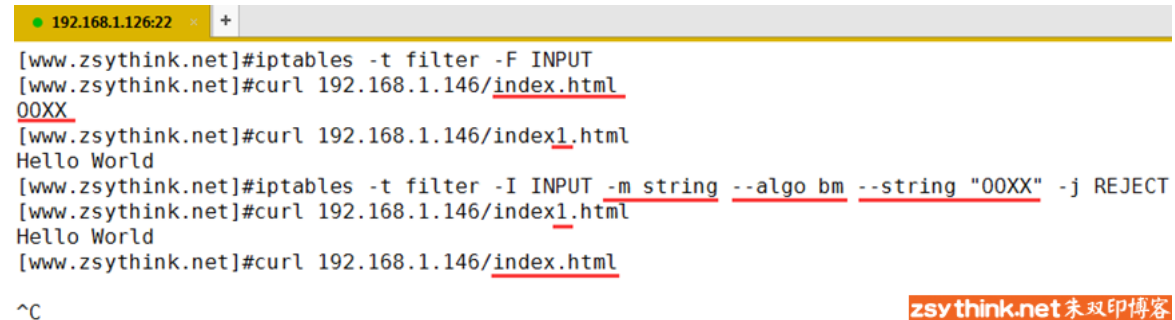 192.168.1.126:22 × +
[www.zsythink.net]#iptables -t filter -F INPUT
[www.zsythink.net]#curl 192.168.1.146/index.html
OOXX
[www.zsythink.net]#curl 192.168.1.146/index1.html
Hello World
[www.zsythink.net]#iptables -t filter -I INPUT -m string --algo bm --string "OOXX" -j REJECT
[www.zsythink.net]#curl 192.168.1.146/index1.html
Hello World
[www.zsythink.net]#curl 192.168.1.146/index.html
^C
zsythink.net朱双印博客